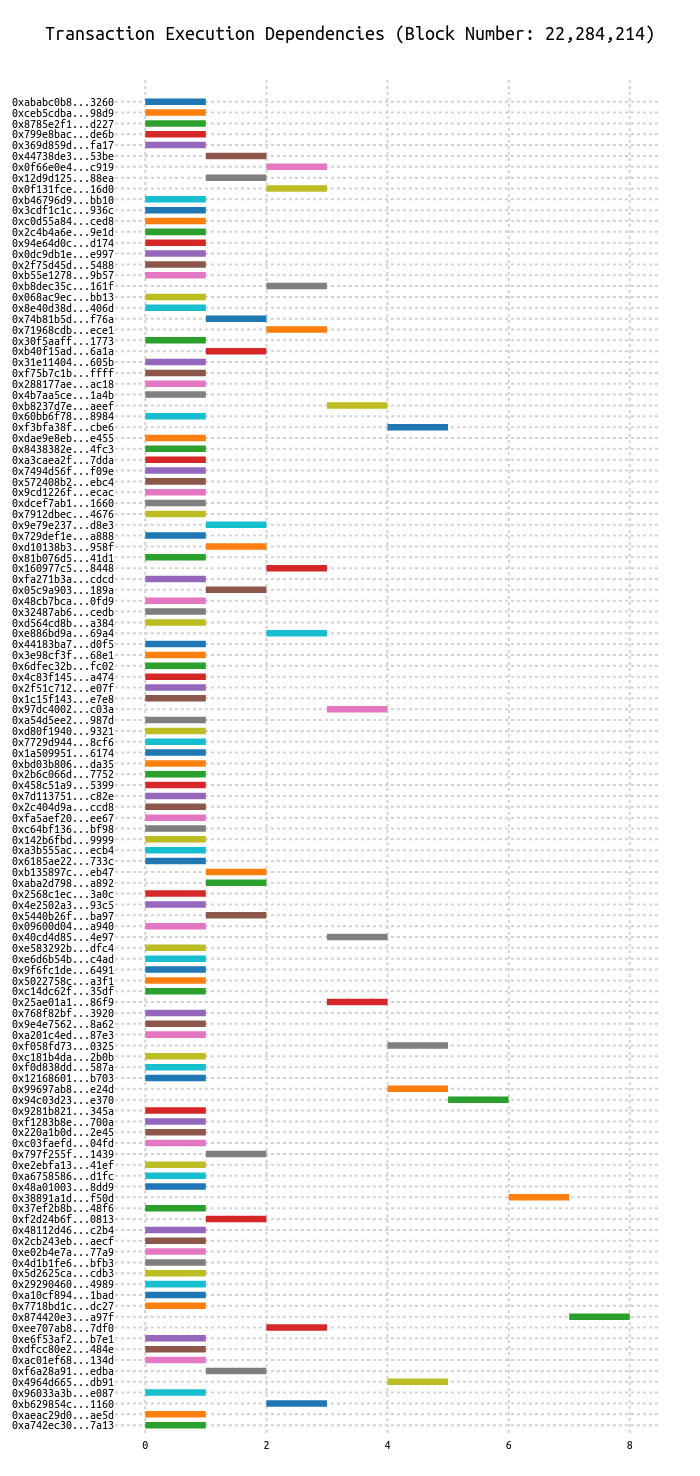 Transaction Execution Dependencies (Block Number: 22,284,214)
0xababc0b8...3260
0xceb5cdba...98d9
0x8785e2f1...d227
0x799e8bac...de6b
0x369d859d...fa17
0x44738de3...53be
0x0f66e0e4...c919
0x12d9d125...88ea
0x0f131fce...16d0
0xb46796d9...bb10
0x3cdf1c1c...936c
0xc0d55a84...ced8
0x2c4b4a6e...9e1d
0x94e64d0c...d174
0x0dc9db1e...e997
0x2f75d45d...5488
0xb55e1278...9b57
0xb8dec35c...161f
0x068ac9ec...bb13
0x8e40d38d...406d
0x74b81b5d...f76a
0x71968cdb...ece1
0x30f5aaff...1773
0xb40f15ad...6a1a
0x31e11404...605b
0xf75b7c1b...ffff
0x288177ae...ac18
0x4b7aa5ce...1a4b
0xb8237d7e...aeef
0x60bb6f78...8984
0xf3bfa38f...cbe6
0xdae9e8eb...e455
0x8438382e...4fc3
0xa3caea2f...7dda
0x7494d56f...f09e
0x572408b2...ebc4
0x9cd1226f...ecac
0xdcef7ab1...1660
0x7912dbec...4676
0x9e79e237...d8e3
0x729def1e...a888
0xd10138b3...958f
0x81b076d5...41d1
0x160977c5...8448
0xfa271b3a...cdcd
0x05c9a903...189a
0x48cb7bca...0fd9
0x32487ab6...cedb
0xd564cd8b...a384
0xe886bd9a...69a4
0x44183ba7...d0f5
0x3e98cf3f...68e1
0x6dfec32b...fc02
0x4c83f145...a474
0x2f51c712...e07f
0x1c15f143...e7e8
0x97dc4002...c03a
0xa54d5ee2...987d
0xd80f1940...9321
0x7729d944...8cf6
0x1a509951...6174
0xbd03b806...da35
0x2b6c066d...7752
0x458c51a9...5399
0x7d113751...c82e
0x2c404d9a...ccd8
0xfa5aef20...ee67
0xc64bf136...bf98
0x142b6fbd...9999
0xa3b555ac...ecb4
0x6185ae22...733c
0xb135897c...eb47
0xaba2d798...a892
0x2568c1ec...3a0c
0x4e2502a3...93c5
0x5440b26f...ba97
0x09600d04...a940
0x40cd4d85...4e97
0xe583292b...dfc4
0xe6d6b54b...c4ad
0x9f6fc1de...6491
0x5022758c...a3f1
0xc14dc62f...35df
0x25ae01a1...86f9
0x768f82bf...3920
0x9e4e7562...8a62
0xa201c4ed...87e3
0xf058fd73...0325
0xc181b4da...2b0b
0xf0d838dd...587a
0x12168601...b703
0x99697ab8...e24d
0x94c03d23...e370
0x9281b821...345a
0xf1283b8e...700a
0x220a1b0d...2e45
0xc03faefd...04fd
0x797f255f...1439
0xe2ebfa13...41ef
0xa6758586...d1fc
0x48a01003...8dd9
0x38891a1d...f50d
0x37ef2b8b...48f6
0xf2d24b6f...0813
0x48112d46...c2b4
0x2cb243eb...aecf
0xe02b4e7a...77a9
0x4d1b1fe6...bfb3
0x5d2625ca...cdb3
0x29290460...4989
0xa10cf894...1bad
0x7718bd1c...dc27
0x874420e3...a97f
0xee707ab8...7df0
0xe6f53af2...b7e1
0xdfcc80e2...484e
0xac01ef68...134d
0xf6a28a91...edba
0x4964d665...db91
0x96033a3b...e087
0xb629854c...1160
0xaeac29d0...ae5d
0xa742ec30...7a13
0 2 4 6 8